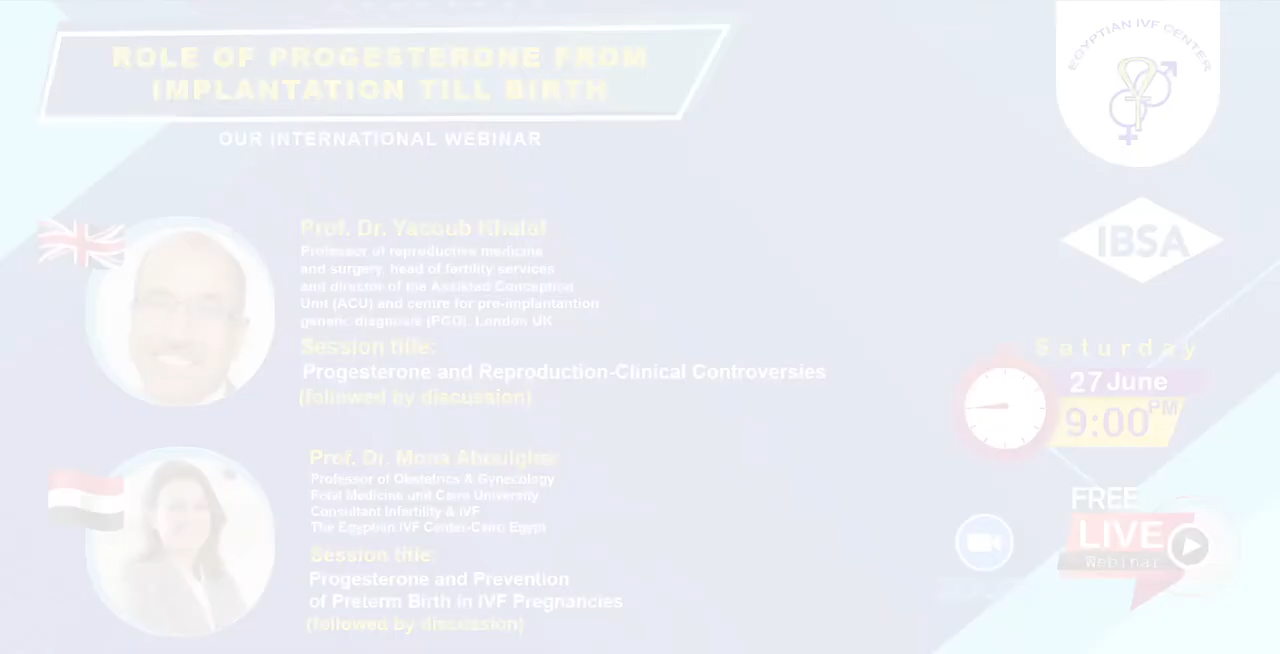 ROLE OF PROGESTERONE FROM
IMPLANTATION TILL BIRTH
OUR INTERNATIONAL WEBINAR
EGYPTIAN IVF CENTER
IBSA
Prof. Dr. Yacoub Khalaf
Professor of reproductive medicine
and surgery, head of fertility services
and director of the Assisted Conception
Unit (ACU) and centre for pre-implantantion
genetic diagnosis (PGD), London UK
Session title:
Progesterone and Reproduction-Clinical Controversies
(followed by discussion)
Saturday
27 June
9:00 PM
Prof. Dr. Mona Aboulghar
Professor of Obstetrics & Gynecology
Fetal Medicine unit Cairo University
Consultant Infertility & IVF
The Egyptian IVF Center-Cairo Egypt
Session title:
Progesterone and Prevention
of Preterm Birth in IVF Pregnancies
(followed by discussion)
FREE
LIVE
Webinar